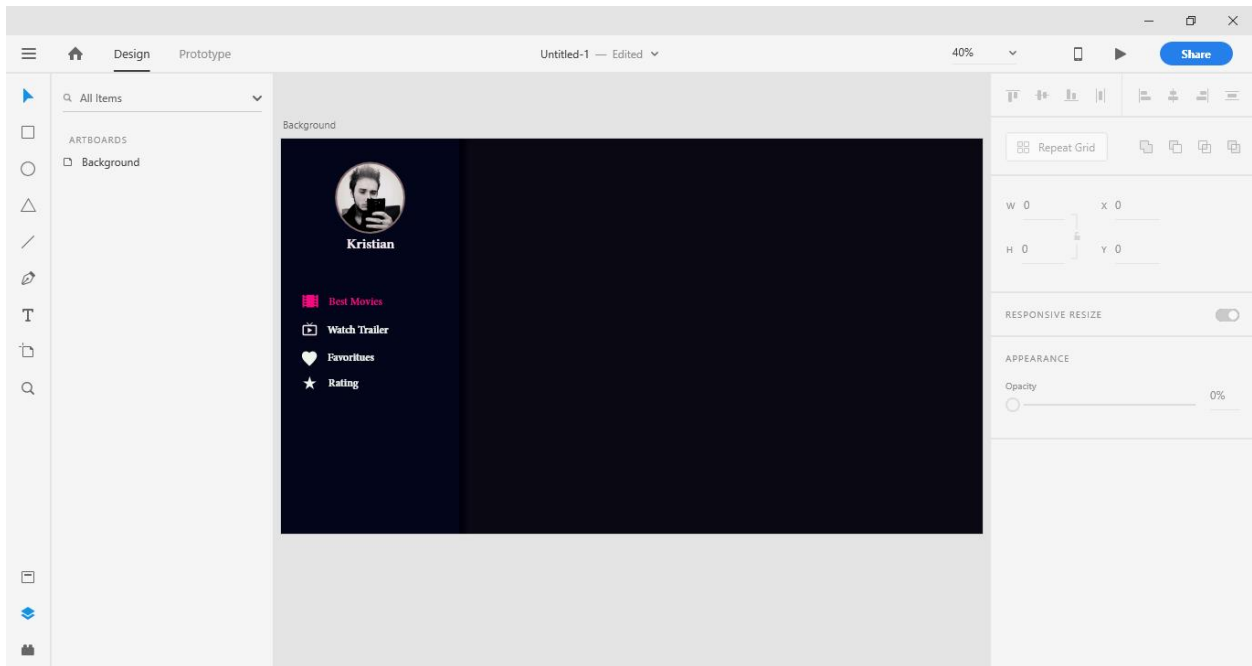 Design Prototype Untitled-1 — Edited 40% Share
All Items
ARTBOARDS
Background
Background
Kristian
Best Movies
Watch Trailer
Favoritues
Rating
Repeat Grid
W 0 X 0
H 0 Y 0
RESPONSIVE RESIZE
APPEARANCE
Opacity
0%